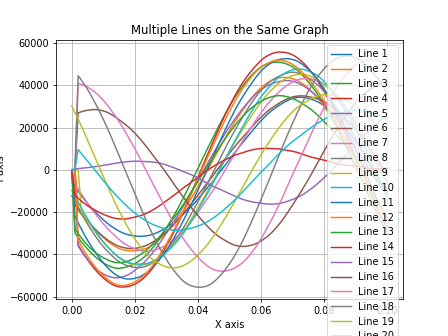 Multiple Lines on the Same Graph
60000
40000
20000
0
−20000
−40000
−60000
0.00
0.02
0.04
0.06
0.08
X axis
Line 1
Line 2
Line 3
Line 4
Line 5
Line 6
Line 7
Line 8
Line 9
Line 11
Line 12
Line 13
Line 14
Line 15
Line 16
Line 17
Line 18
Line 19